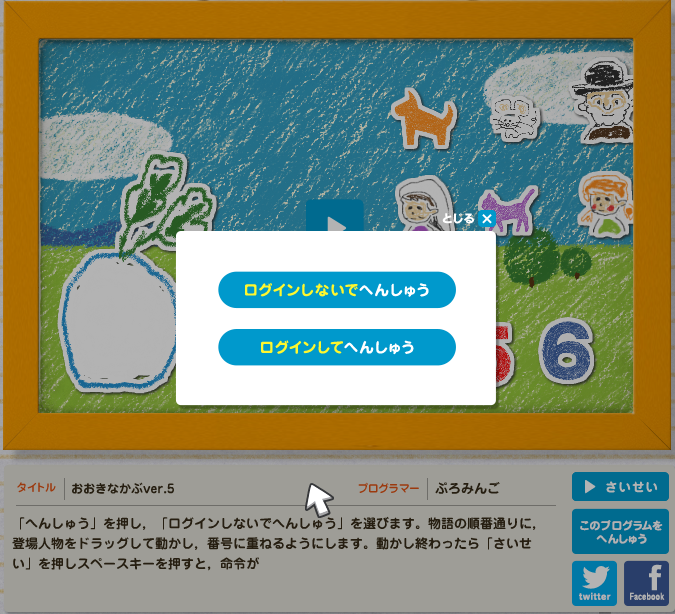 とじる
ログインしないでへんしゅう
ログインしてへんしゅう
5 6
タイトル おおきなかぶver.5 プログラマー ぷろみんご
「へんしゅう」を押し，「ログインしないでへんしゅう」を選びます。物語の順番通りに，
登場人物をドラッグして動かし，番号に重ねるようにします。動かし終わったら「さいせ
い」を押しスペースキーを押すと，命令が
さいせい
このプログラムを
へんしゅう
twitter
Facebook